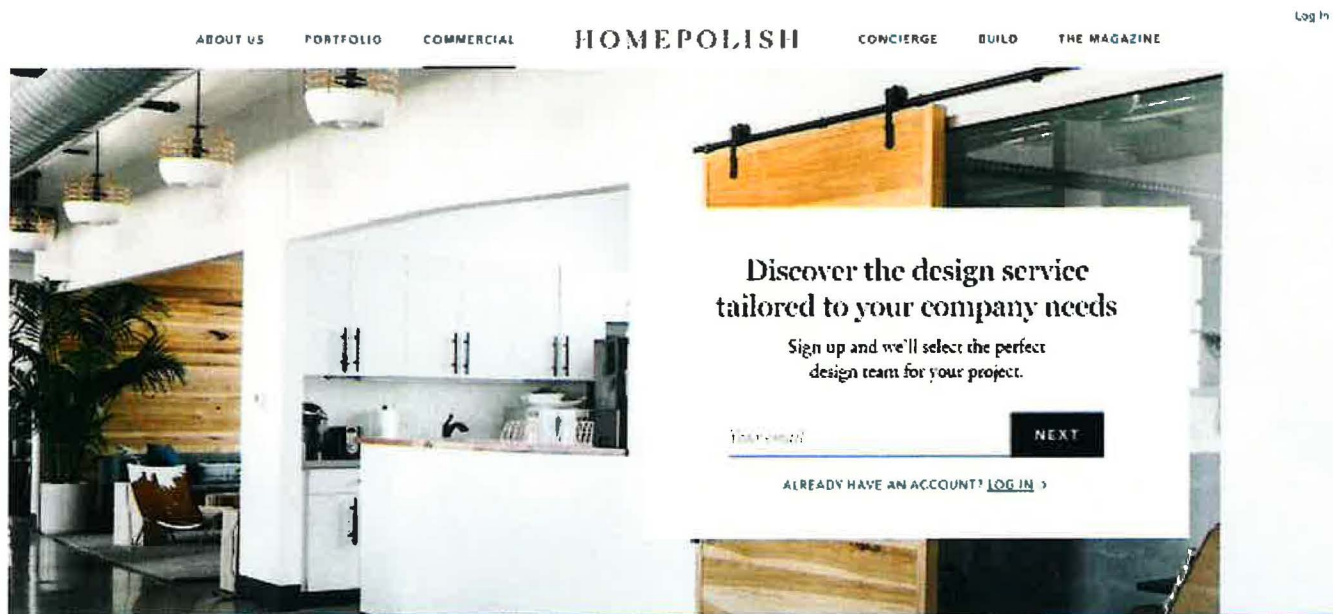 Log In
ABOUT US PORTFOLIO COMMERCIAL HOMEPOLISH CONCIERGE BUILD THE MAGAZINE
Discover the design service
tailored to your company needs
Sign up and we'll select the perfect
design team for your project.
Your email NEXT
ALREADY HAVE AN ACCOUNT? LOG IN >